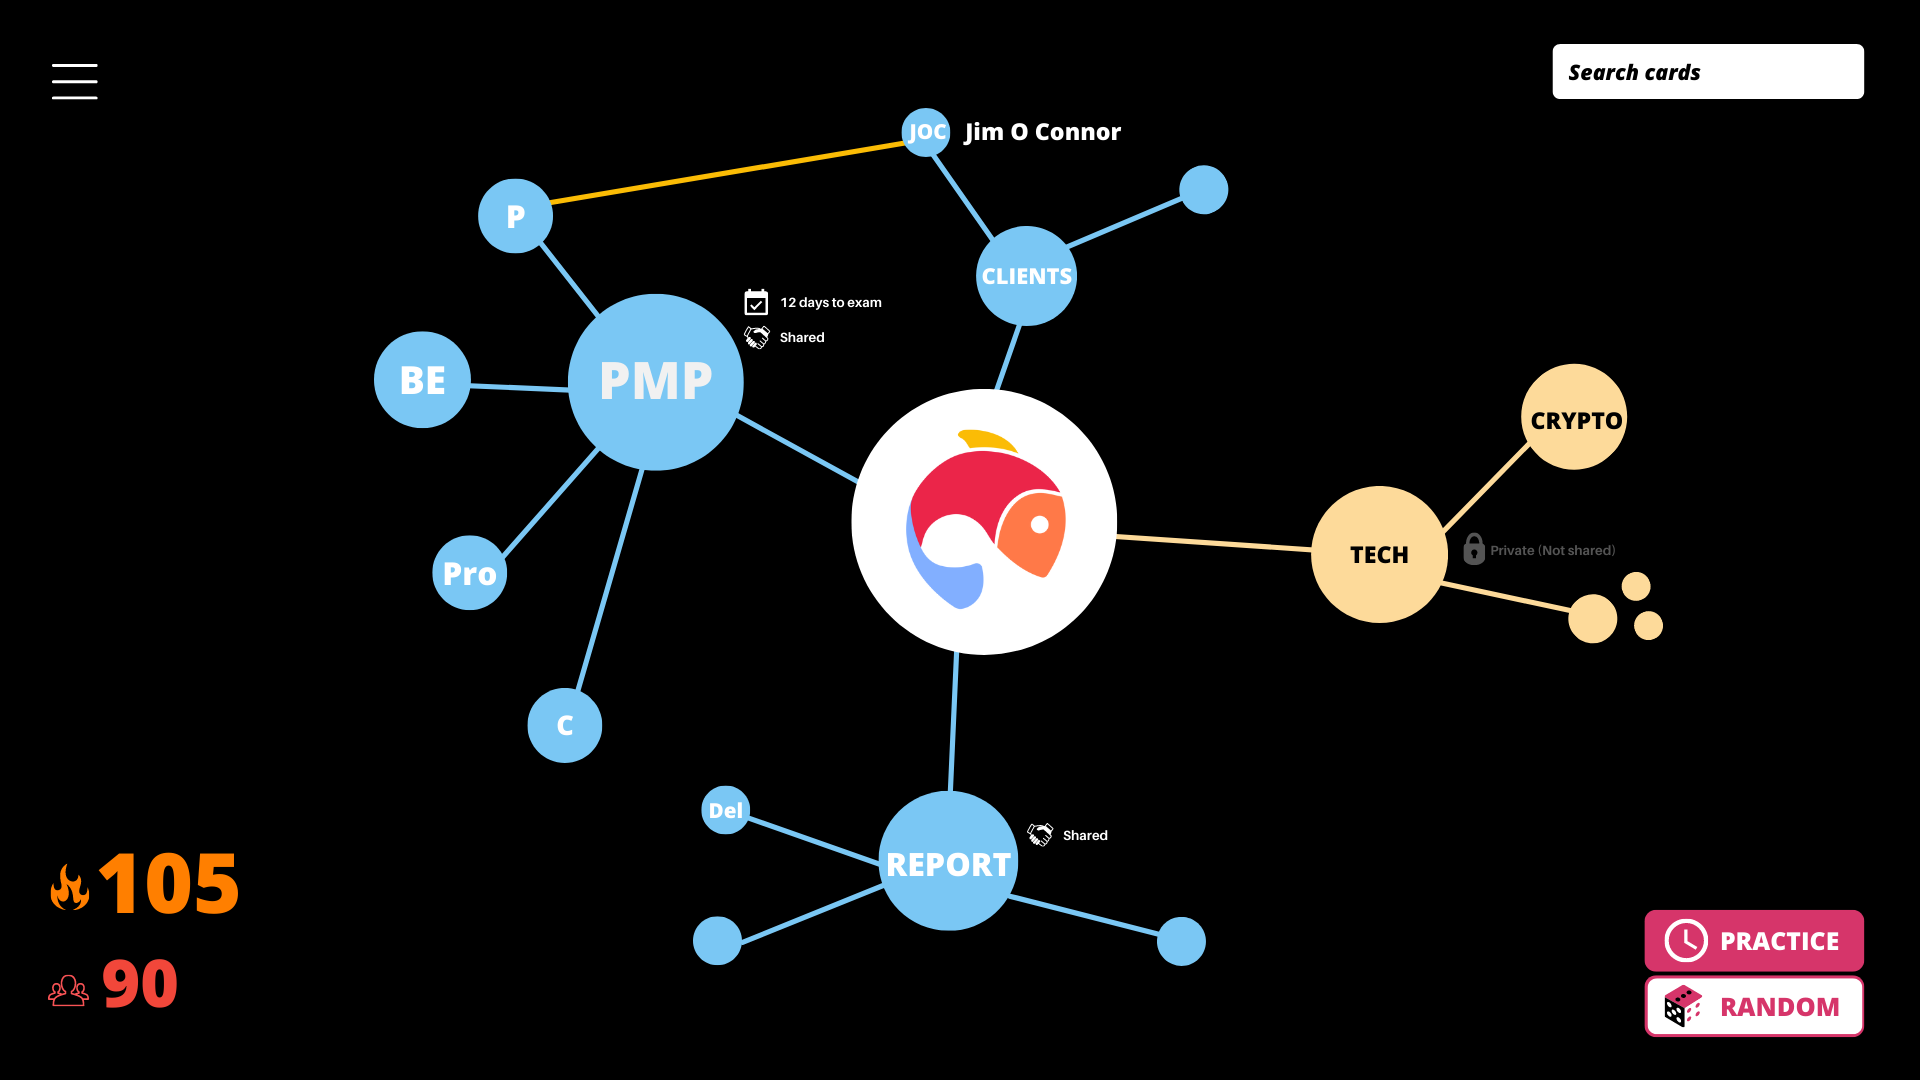 Search cards
JOC
Jim O Connor
P
CLIENTS
12 days to exam
Shared
PMP
BE
CRYPTO
TECH
Private (Not shared)
Pro
C
Del
Shared
REPORT
105
90
PRACTICE
RANDOM